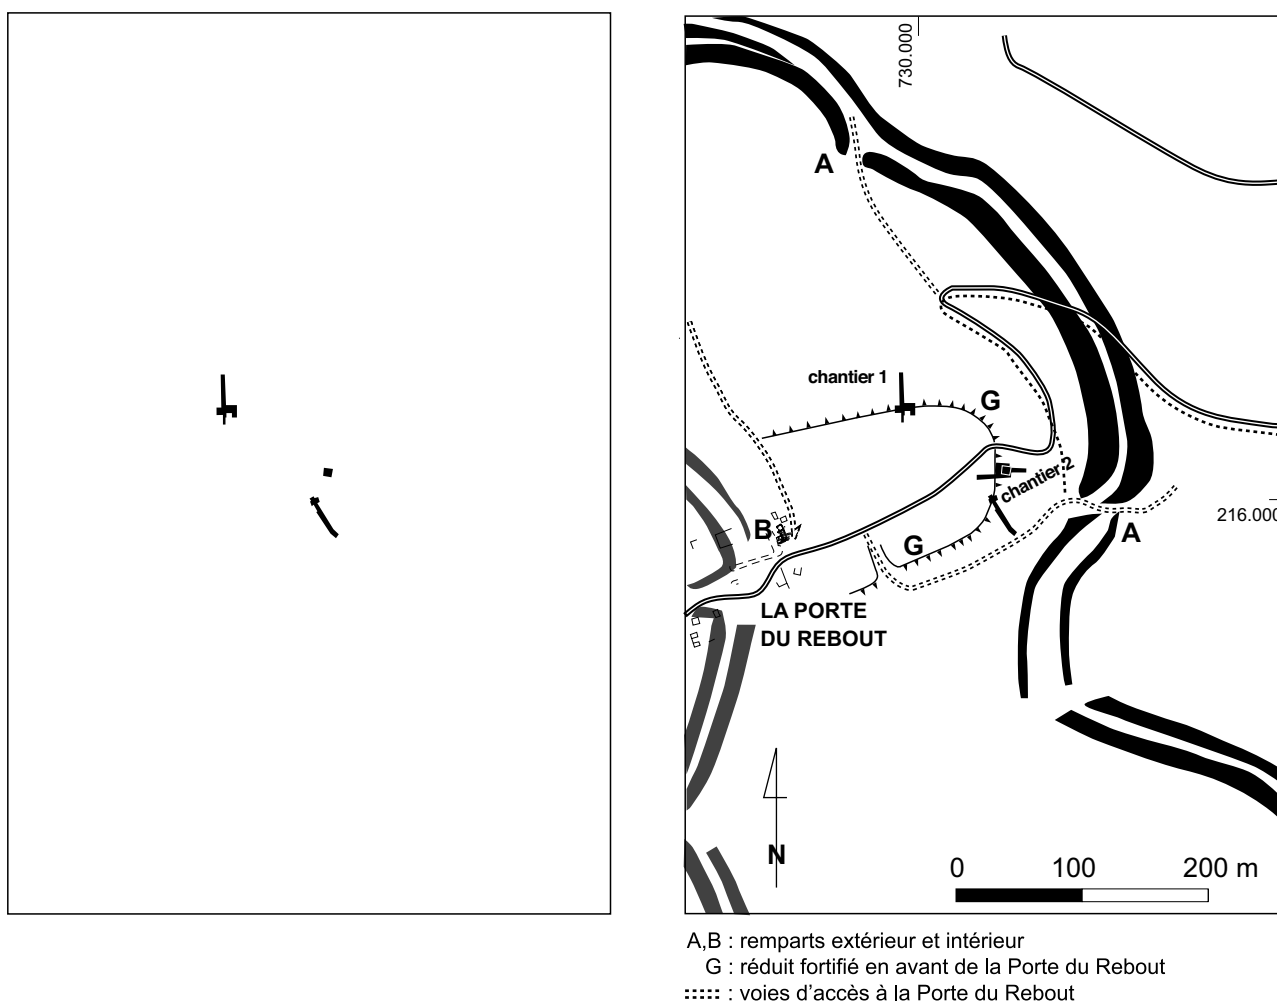 730.000
A
chantier 1
G
chantier 2
216.000
B
G
A
LA PORTE
DU REBOUT
N
0 100 200 m
A,B : remparts extérieur et intérieur
G : réduit fortifié en avant de la Porte du Rebout
: voies d'accès à la Porte du Rebout